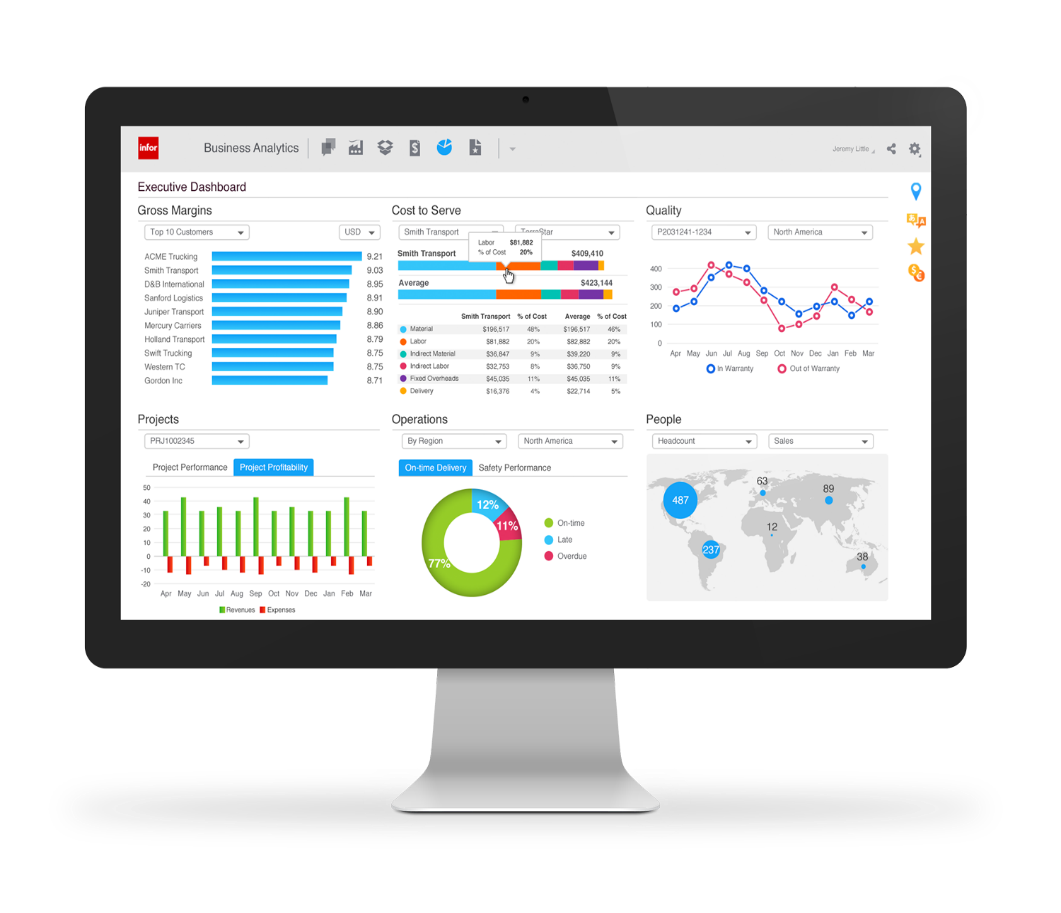 infor
Business Analytics
Jeremy Little
Executive Dashboard
Gross Margins
Top 10 Customers
USD
ACME Trucking 9.21
Smith Transport 9.03
D&B International 8.95
Sanford Logistics 8.91
Juniper Transport 8.90
Mercury Carriers 8.86
Holland Transport 8.79
Swift Trucking 8.75
Western TC 8.75
Gordon Inc 8.71
Cost to Serve
Smith Transport
Labor $81,882
% of Cost 20%
Smith Transport $409,410
Average $423,144
Smith Transport % of Cost Average % of Cost
Material $196,517 48% $196,517 46%
Labor $81,882 20% $82,882 20%
Indirect Material $36,847 9% $39,220 9%
Indirect Labor $32,753 8% $36,750 9%
Fixed Overheads $45,035 11% $45,035 11%
Delivery $16,376 4% $22,714 5%
Quality
P2031241-1234
North America
400
300
200
100
0
Apr May Jun Jul Aug Sep Oct Nov Dec Jan Feb Mar
In Warranty
Out of Warranty
Projects
PRJ1002345
Project Performance
Project Profitability
50
40
30
20
10
0
-10
-20
Apr May Jun Jul Aug Sep Oct Nov Dec Jan Feb Mar
Revenues Expenses
Operations
By Region
North America
On-time Delivery
Safety Performance
12%
11%
77%
On-time
Late
Overdue
People
Headcount
Sales
487
63
89
12
237
38